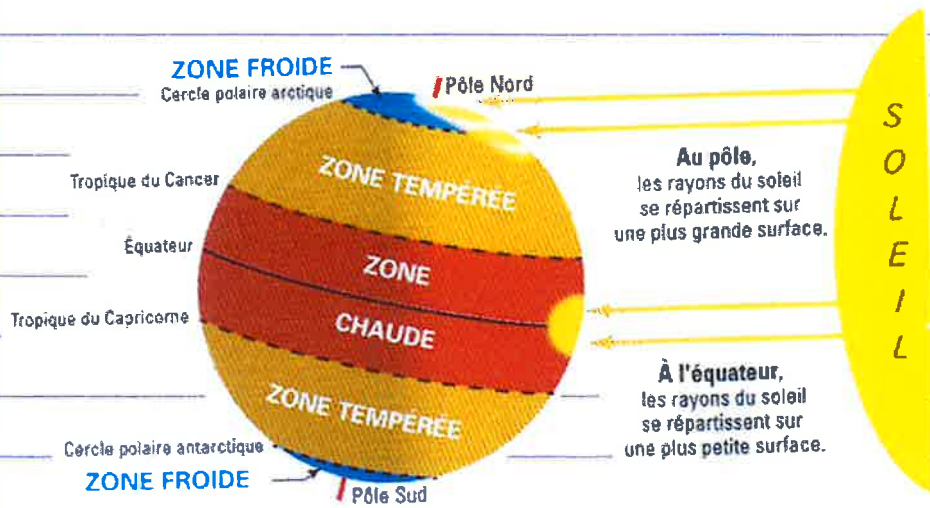 ZONE FROIDE
Cercle polaire arctique
Pôle Nord
Tropique du Cancer
Équateur
Tropique du Capricorne
Cercle polaire antarctique
ZONE FROIDE
Pôle Sud
ZONE TEMPÉRÉE
ZONE
CHAUDE
ZONE TEMPÉRÉE
Au pôle,
les rayons du soleil
se répartissent sur
une plus grande surface.
À l'équateur,
les rayons du soleil
se répartissent sur
une plus petite surface.
SOLEIL